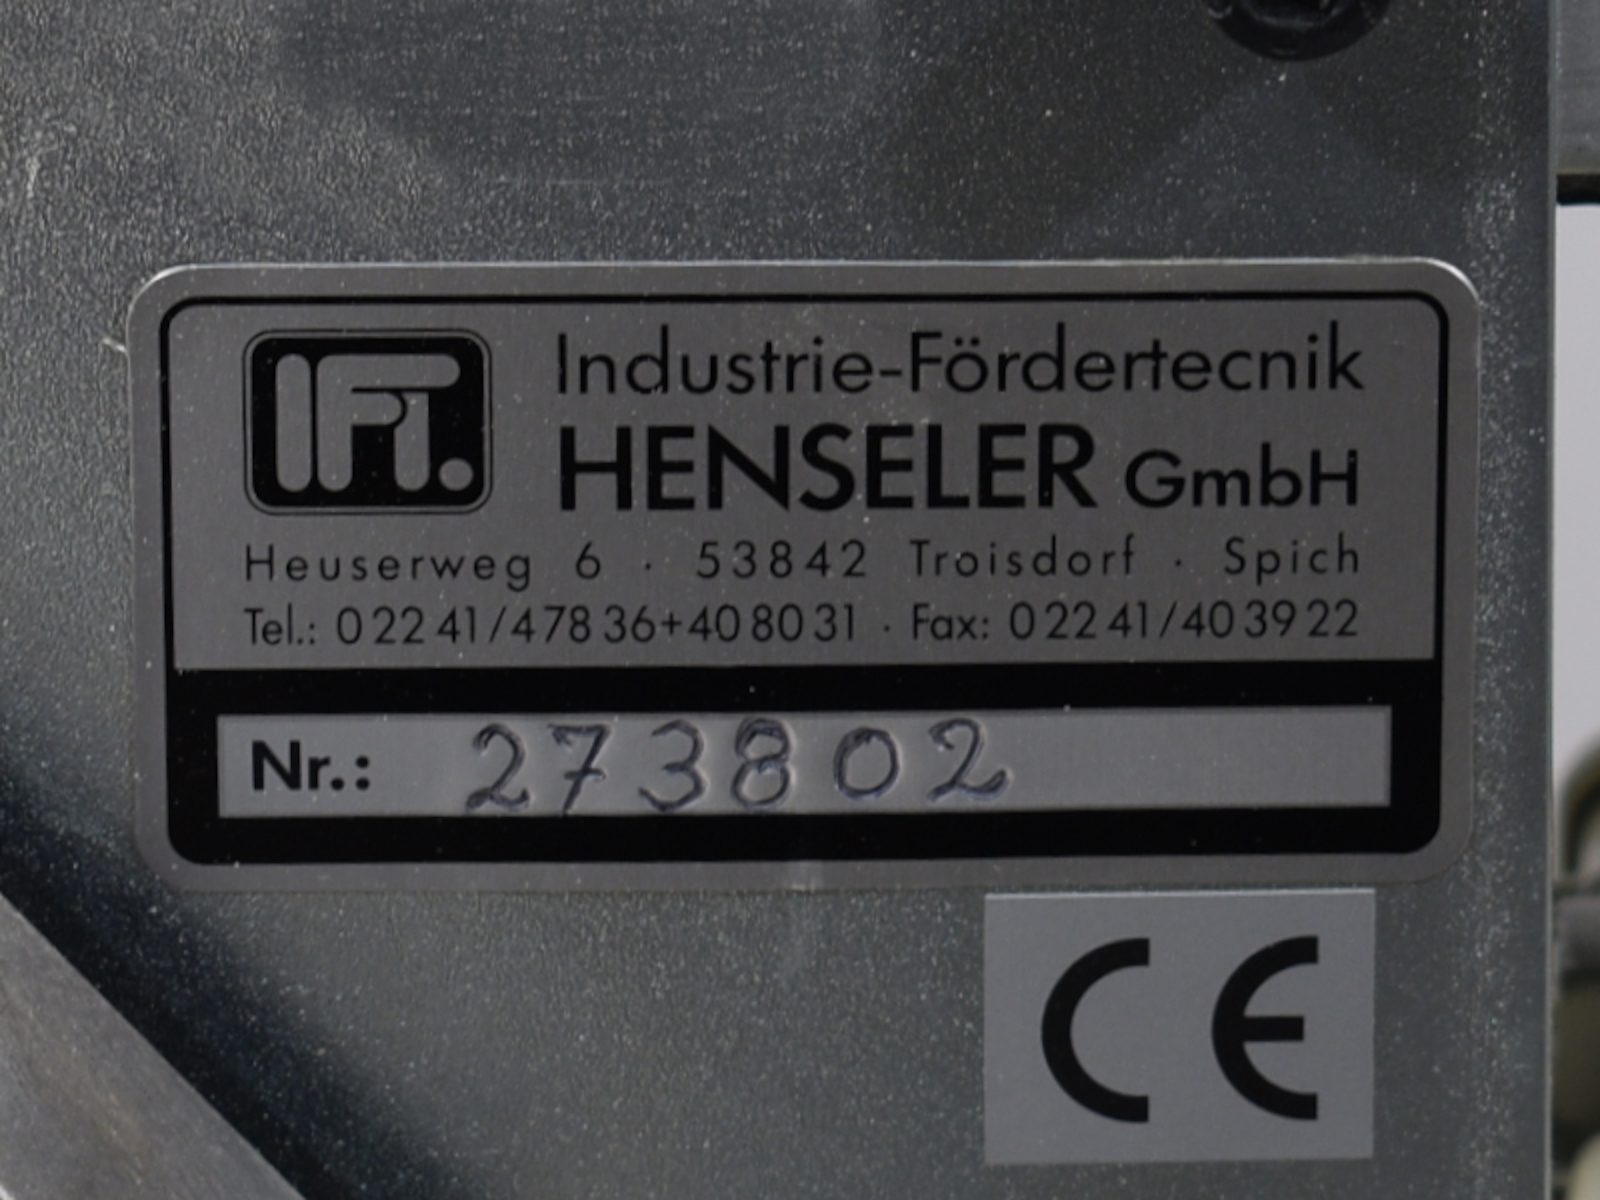 IFT.
Industrie-Fördertecnik
HENSELER GmbH
Heuserweg 6 · 53842 Troisdorf · Spich
Tel.: 02241/47836+408031 · Fax: 02241/403922
Nr.: 273802
CE